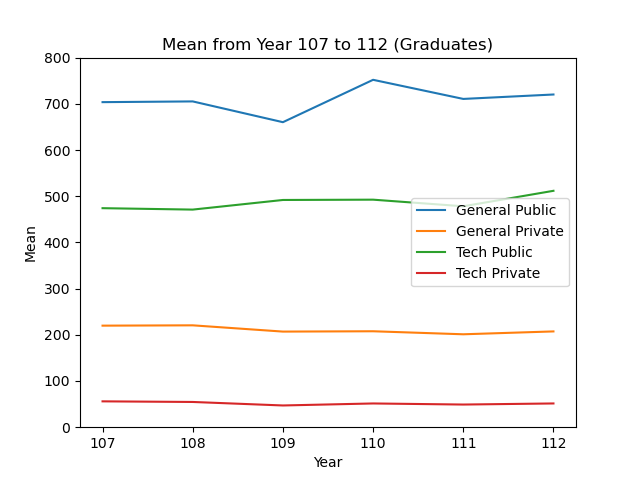 Mean from Year 107 to 112 (Graduates)
800
700
600
500
400
300
200
100
0
Mean
General Public
General Private
Tech Public
Tech Private
107 108 109 110 111 112
Year